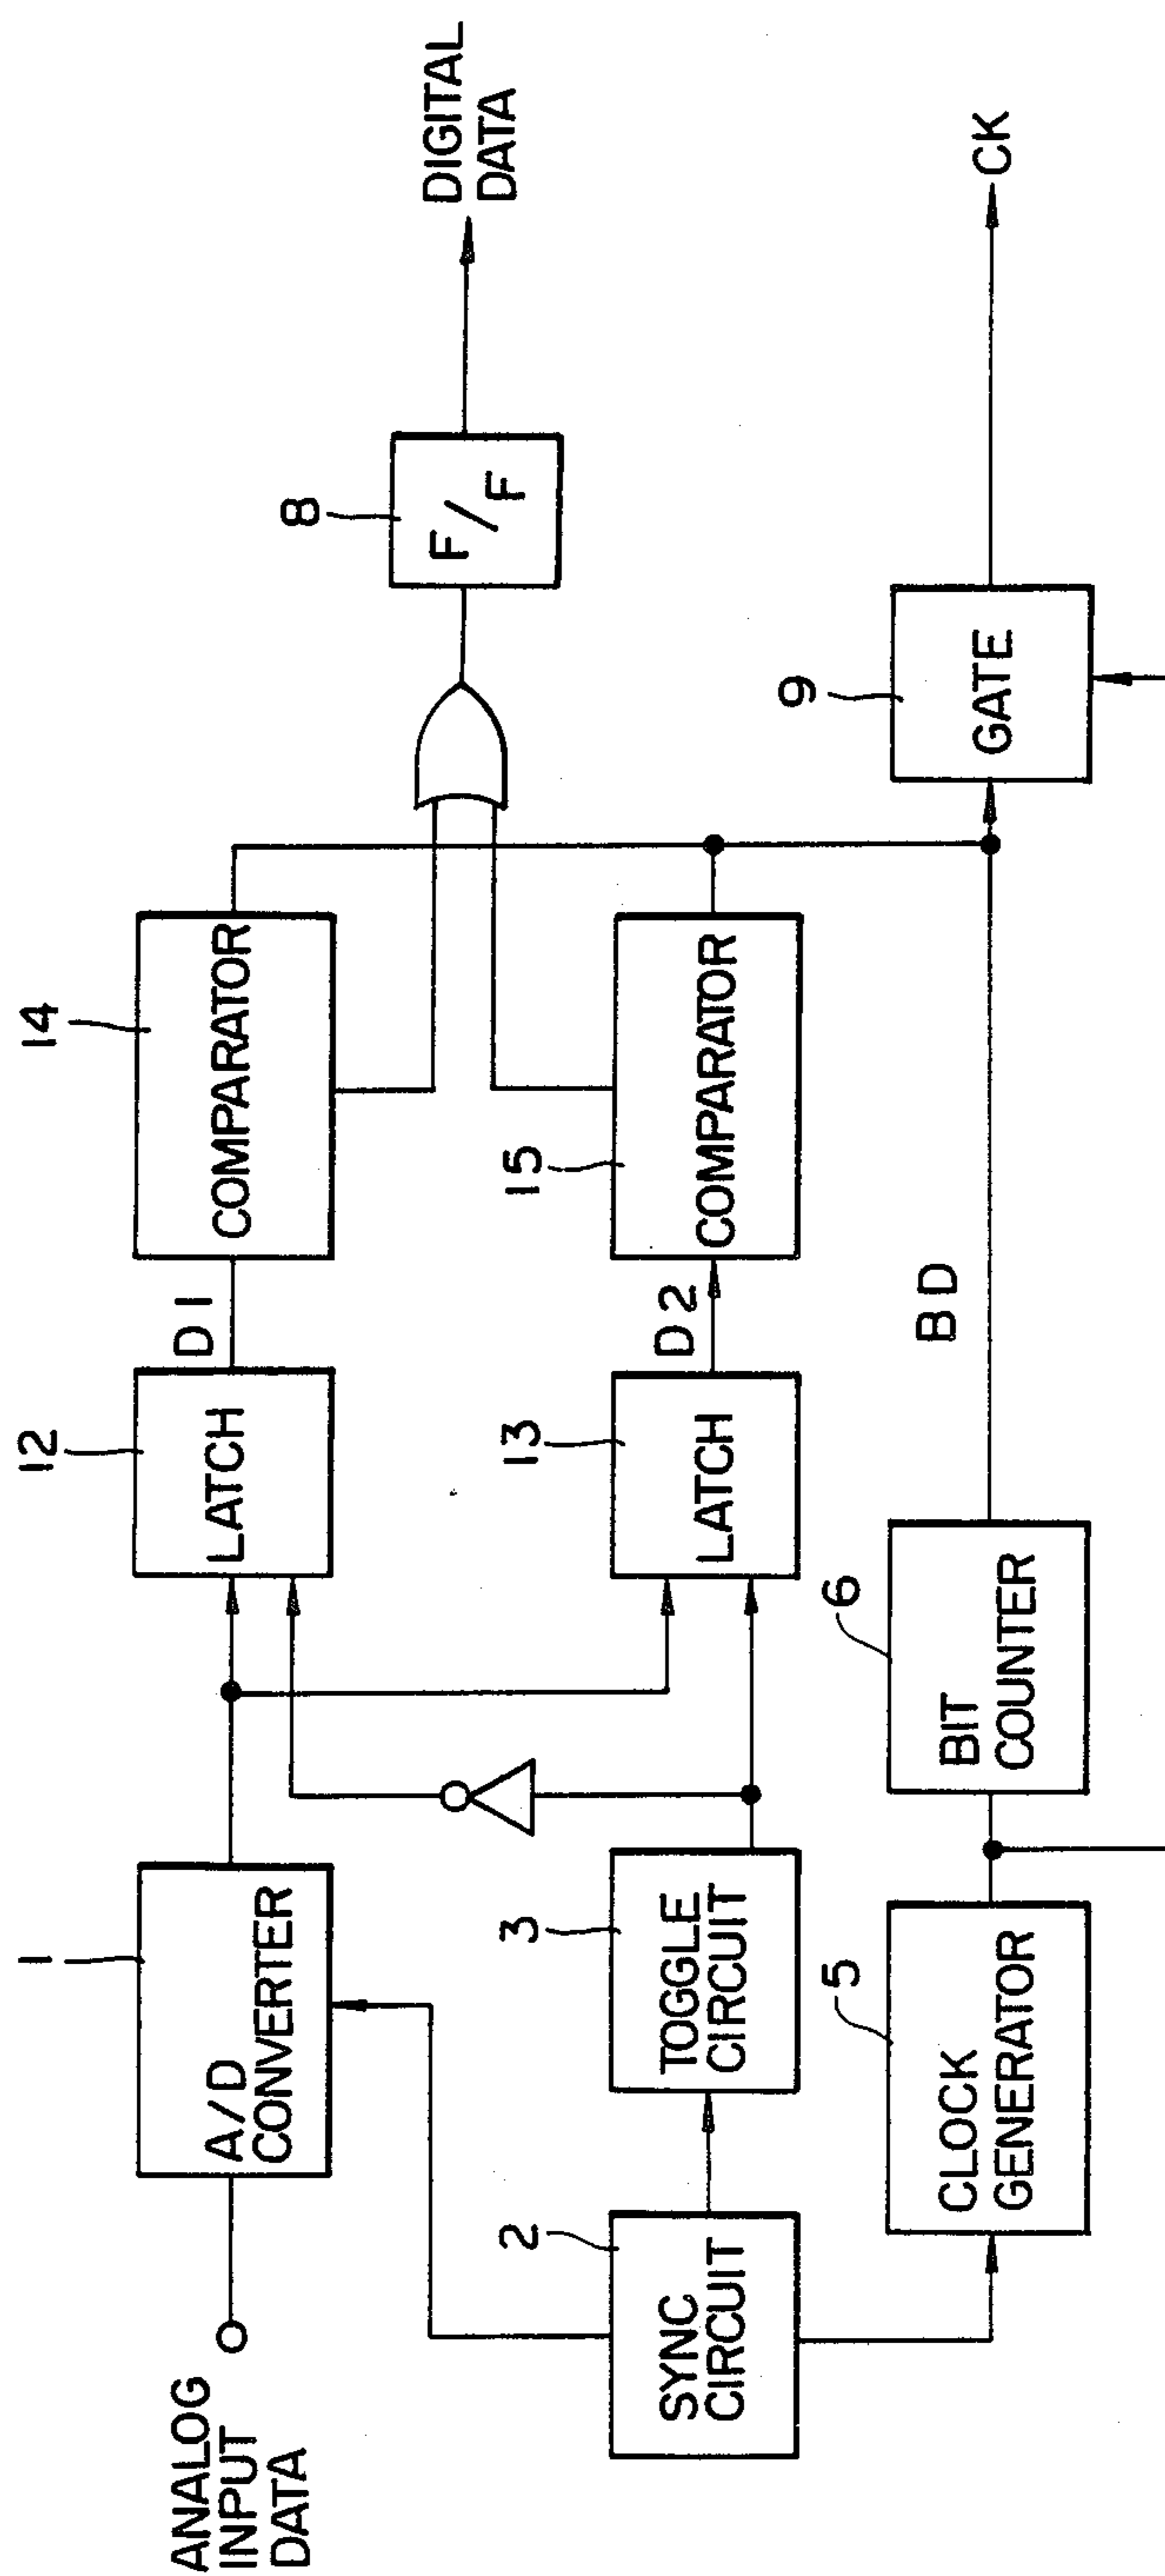 ANALOG
INPUT
DATA
1
A/D
CONVERTER
12
LATCH
D1
14
COMPARATOR
8
F/F
DIGITAL
DATA
2
SYNC
CIRCUIT
3
TOGGLE
CIRCUIT
13
LATCH
D2
15
COMPARATOR
5
CLOCK
GENERATOR
6
BIT
COUNTER
BD
9
GATE
CK